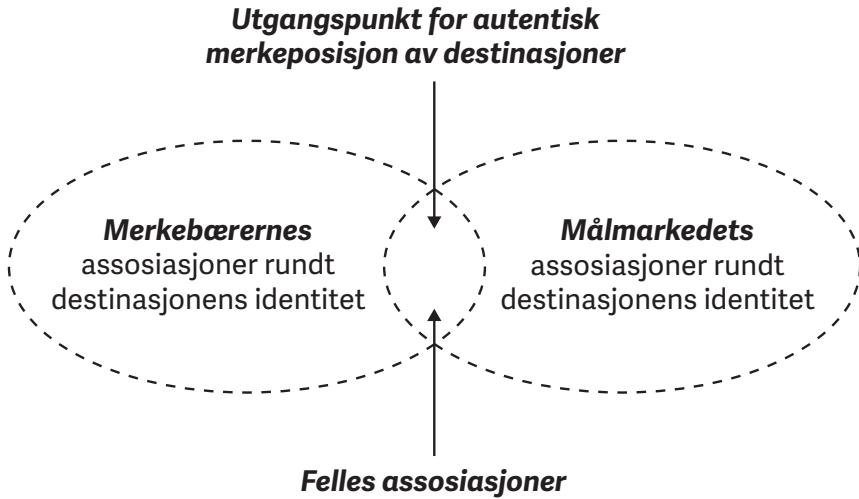 Utgangspunkt for autentisk
merkeposisjon av destinasjoner
Merkebærernes
assosiasjoner rundt
destinasjonens identitet
Målmarkedets
assosiasjoner rundt
destinasjonens identitet
Felles assosiasjoner